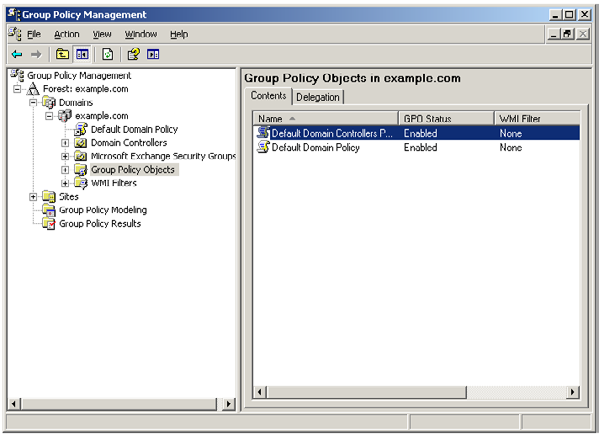 Group Policy Management
File Action View Window Help
Group Policy Management
Forest: example.com
Domains
example.com
Default Domain Policy
Domain Controllers
Microsoft Exchange Security Groups
Group Policy Objects
WMI Filters
Sites
Group Policy Modeling
Group Policy Results
Group Policy Objects in example.com
Contents Delegation
Name GPO Status WMI Filter
Default Domain Controllers P... Enabled None
Default Domain Policy Enabled None